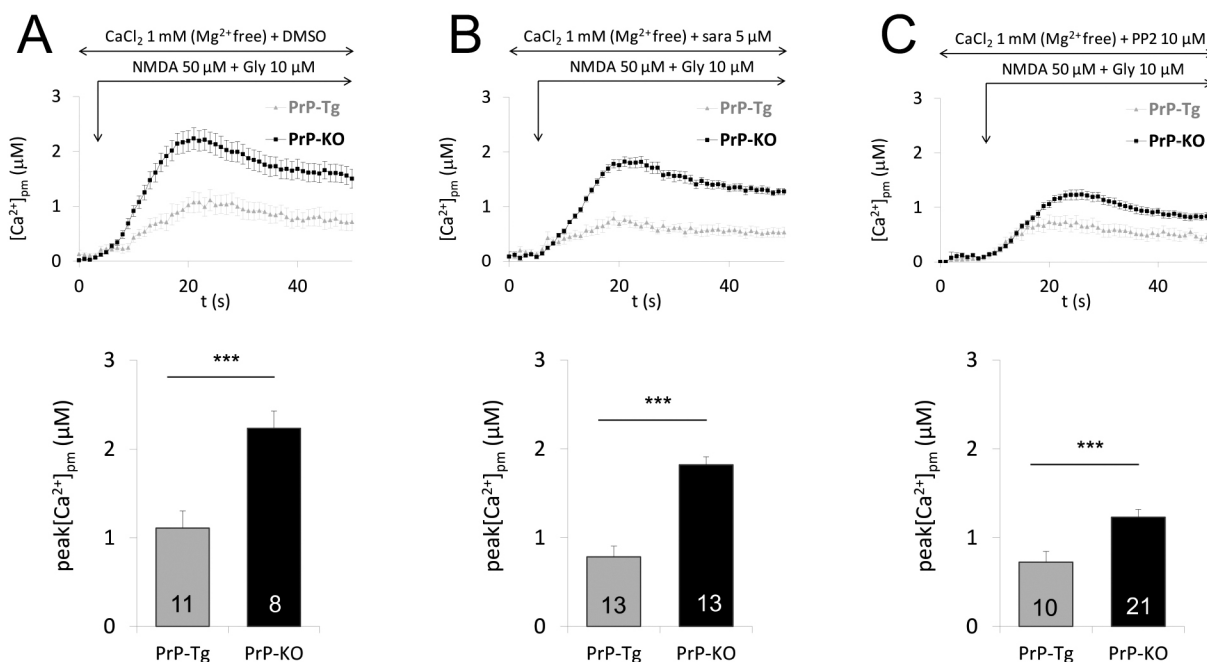 A
CaCl2 1 mM (Mg2+free) + DMSO
NMDA 50 μM + Gly 10 μM
PrP-Tg
PrP-KO
[Ca2+]pm (μM)
3
2
1
0
0 20 40
t (s)
B
CaCl2 1 mM (Mg2+free) + sara 5 μM
NMDA 50 μM + Gly 10 μM
PrP-Tg
PrP-KO
[Ca2+]pm (μM)
3
2
1
0
0 20 40
t (s)
C
CaCl2 1 mM (Mg2+free) + PP2 10 μM
NMDA 50 μM + Gly 10 μM
PrP-Tg
PrP-KO
[Ca2+]pm (μM)
3
2
1
0
0 20 40
t (s)
peak[Ca2+]pm (μM)
3
2
1
0
***
11 8
PrP-Tg PrP-KO
peak[Ca2+]pm (μM)
3
2
1
0
***
13 13
PrP-Tg PrP-KO
peak[Ca2+]pm (μM)
3
2
1
0
***
10 21
PrP-Tg PrP-KO